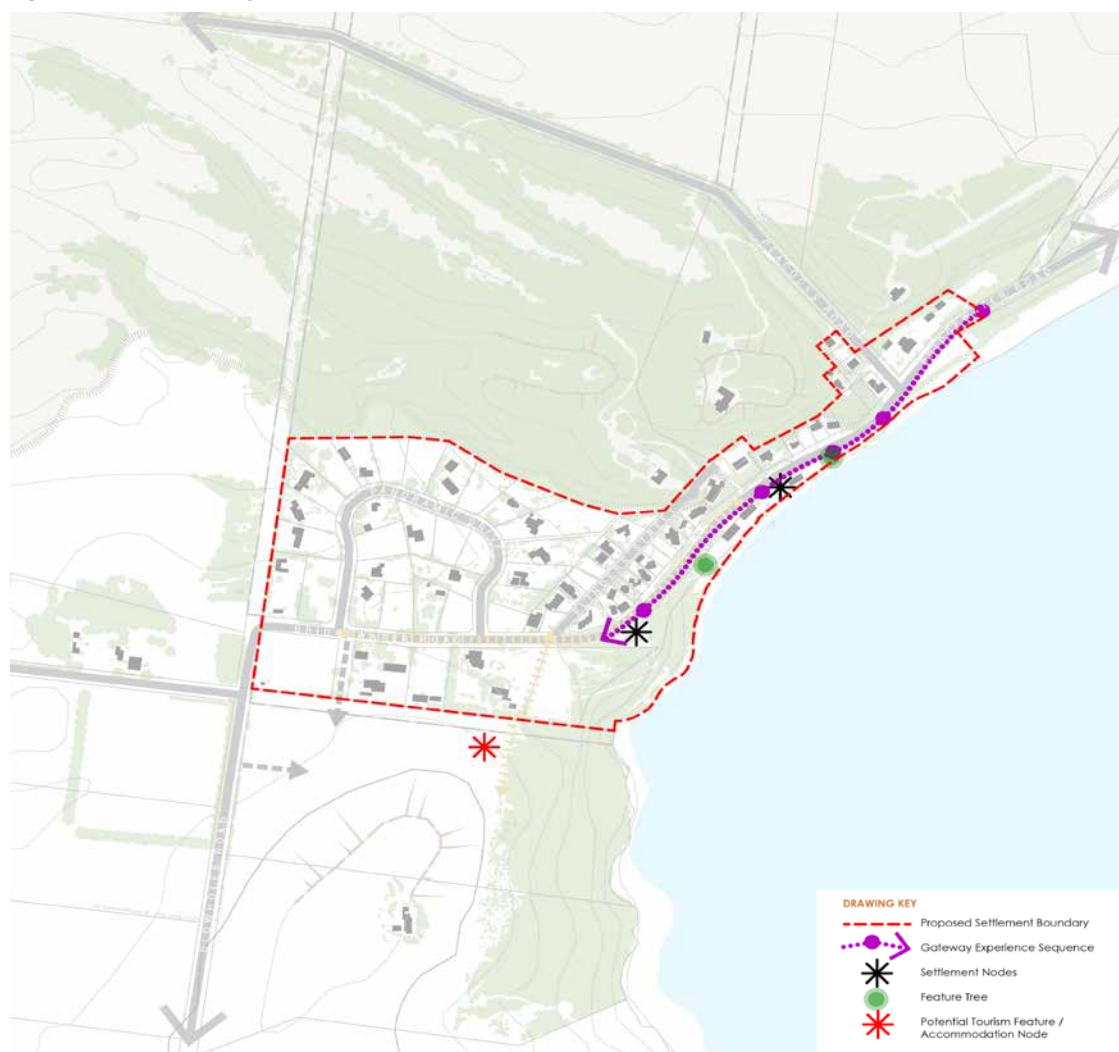 DRAWING KEY
Proposed Settlement Boundary
Gateway Experience Sequence
Settlement Nodes
Feature Tree
Potential Tourism Feature /
Accommodation Node